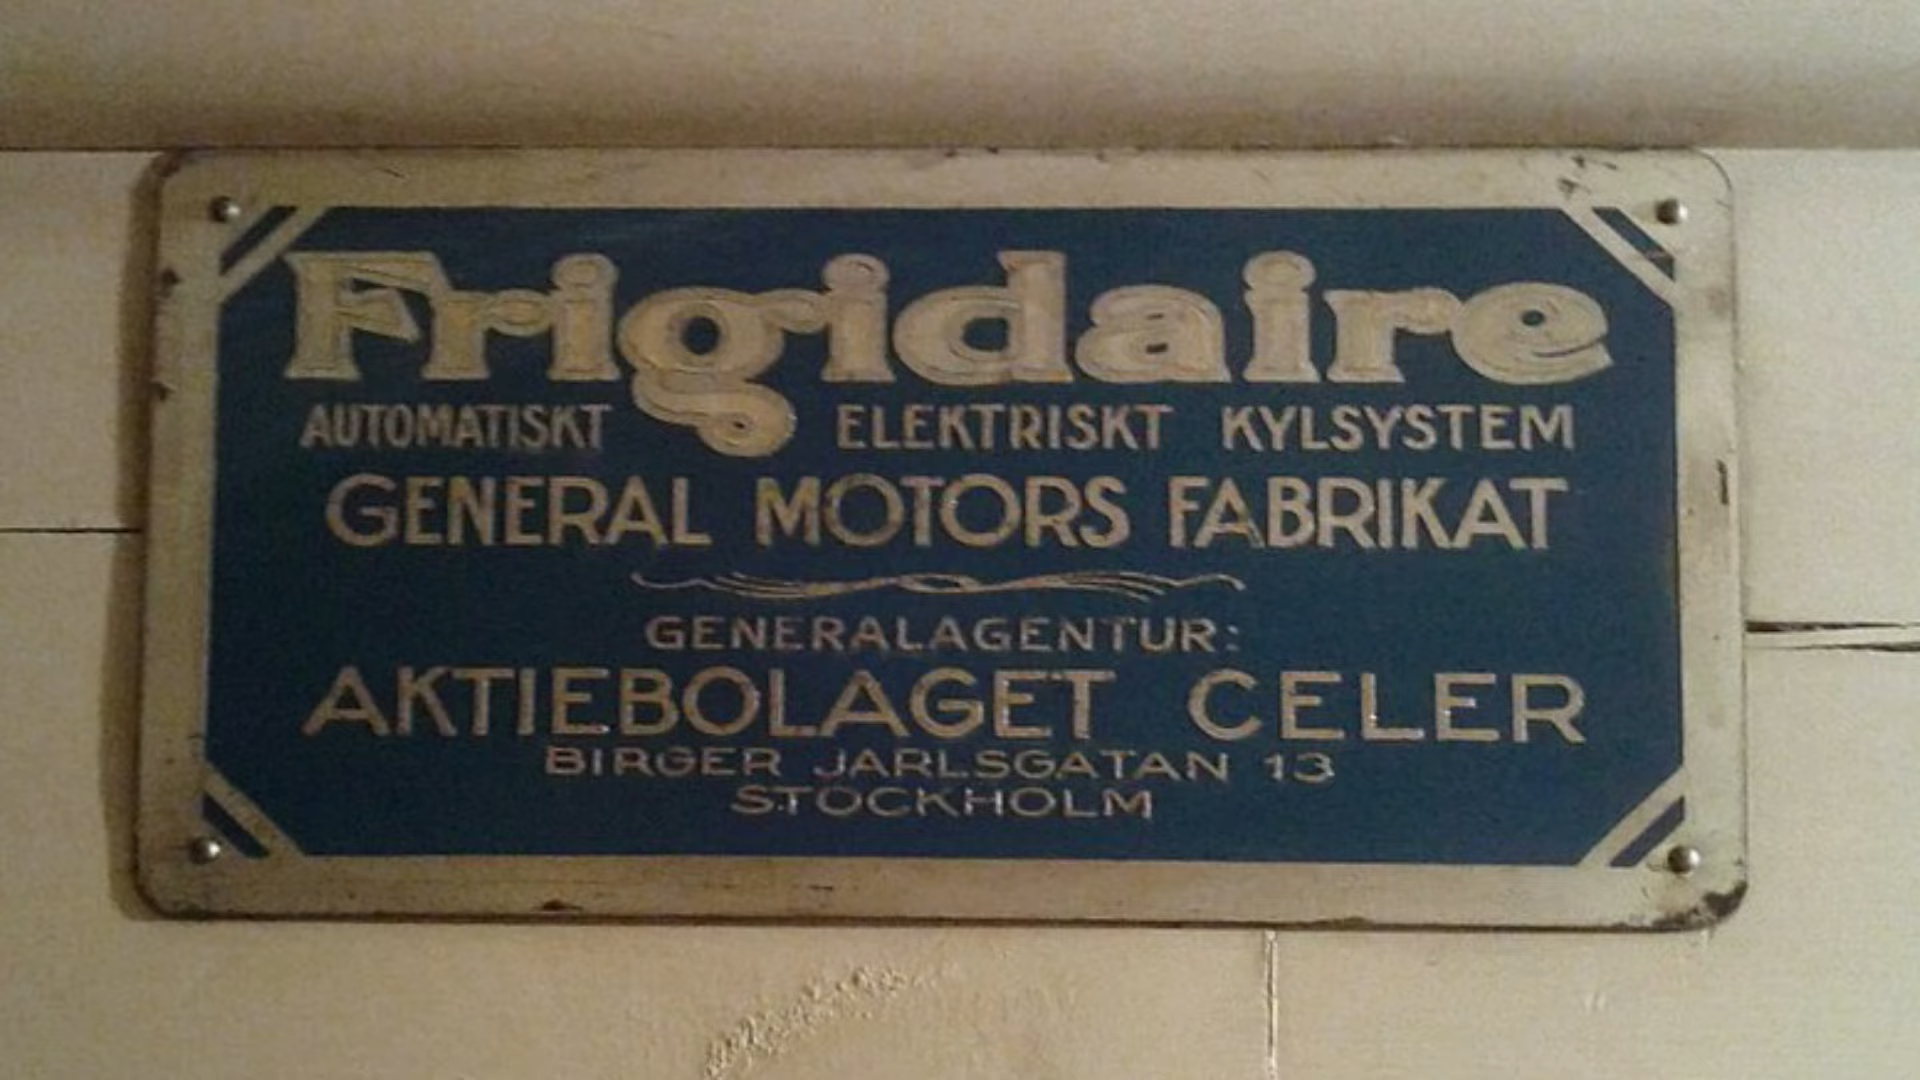 Frigidaire
AUTOMATISKT ELEKTRISKT KYLSYSTEM
GENERAL MOTORS FABRIKAT
GENERALAGENTUR:
AKTIEBOLAGET CELER
BIRGER JARLSGATAN 13
STOCKHOLM